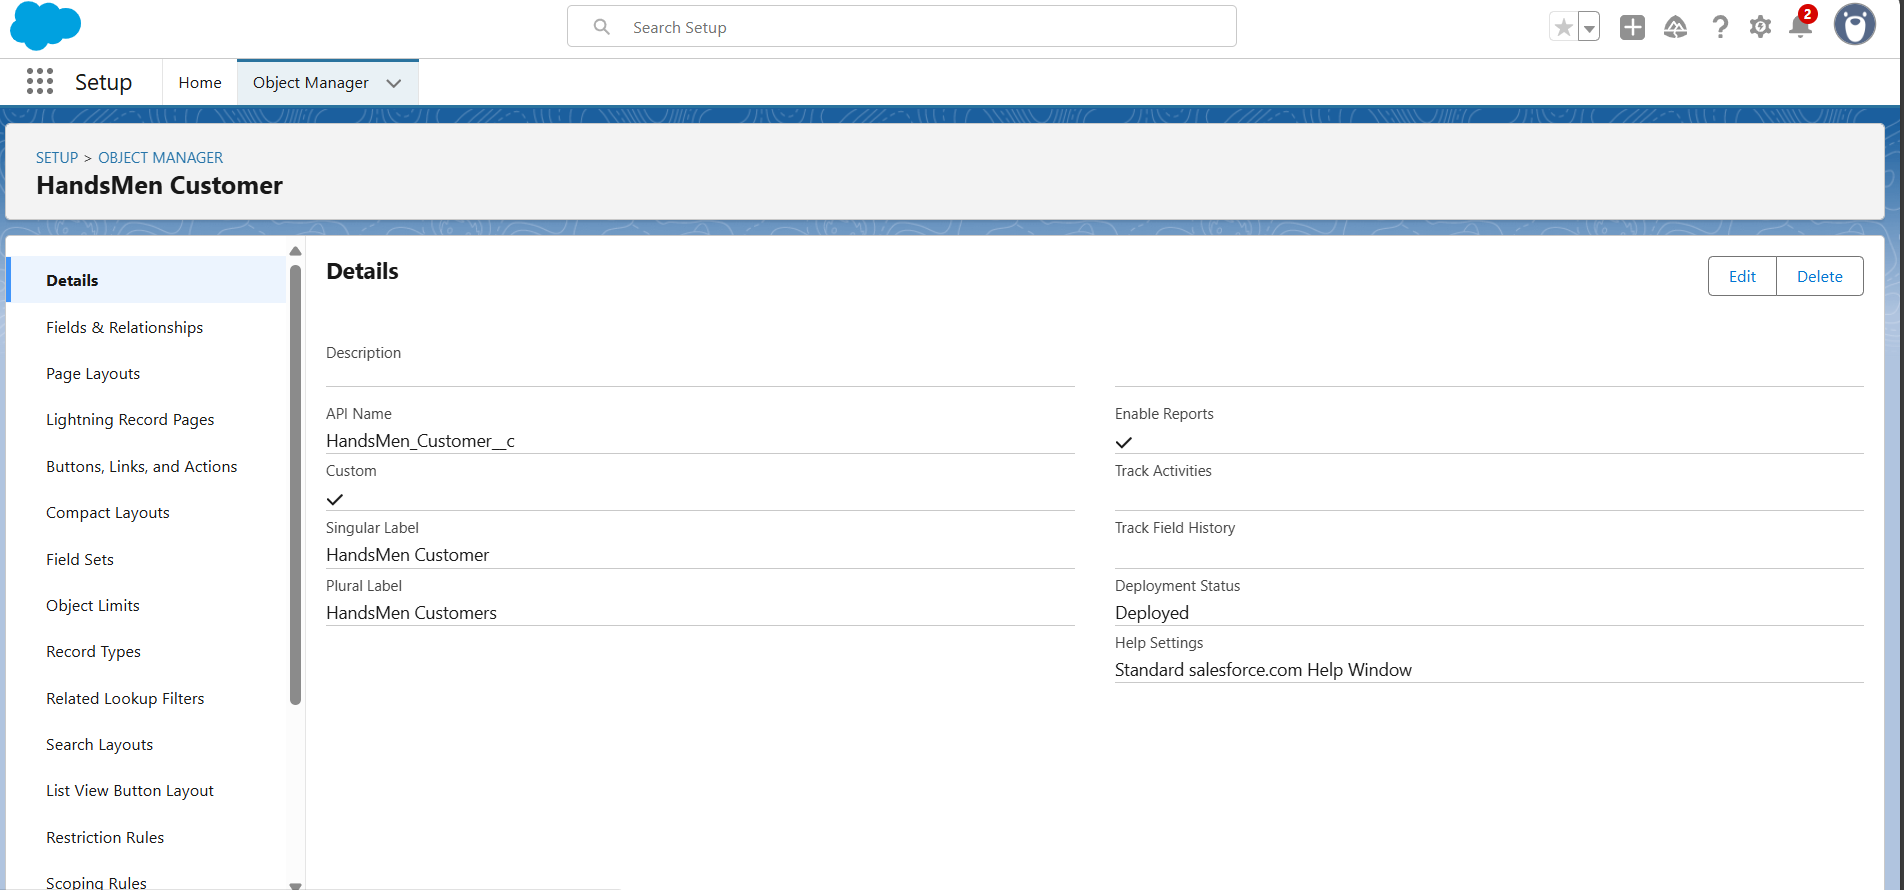 Search Setup
2
Setup
Home
Object Manager
SETUP > OBJECT MANAGER
HandsMen Customer
Details
Fields & Relationships
Page Layouts
Lightning Record Pages
Buttons, Links, and Actions
Compact Layouts
Field Sets
Object Limits
Record Types
Related Lookup Filters
Search Layouts
List View Button Layout
Restriction Rules
Scoping Rules
Details
Edit
Delete
Description
API Name
HandsMen_Customer__c
Custom
Singular Label
HandsMen Customer
Plural Label
HandsMen Customers
Enable Reports
Track Activities
Track Field History
Deployment Status
Deployed
Help Settings
Standard salesforce.com Help Window